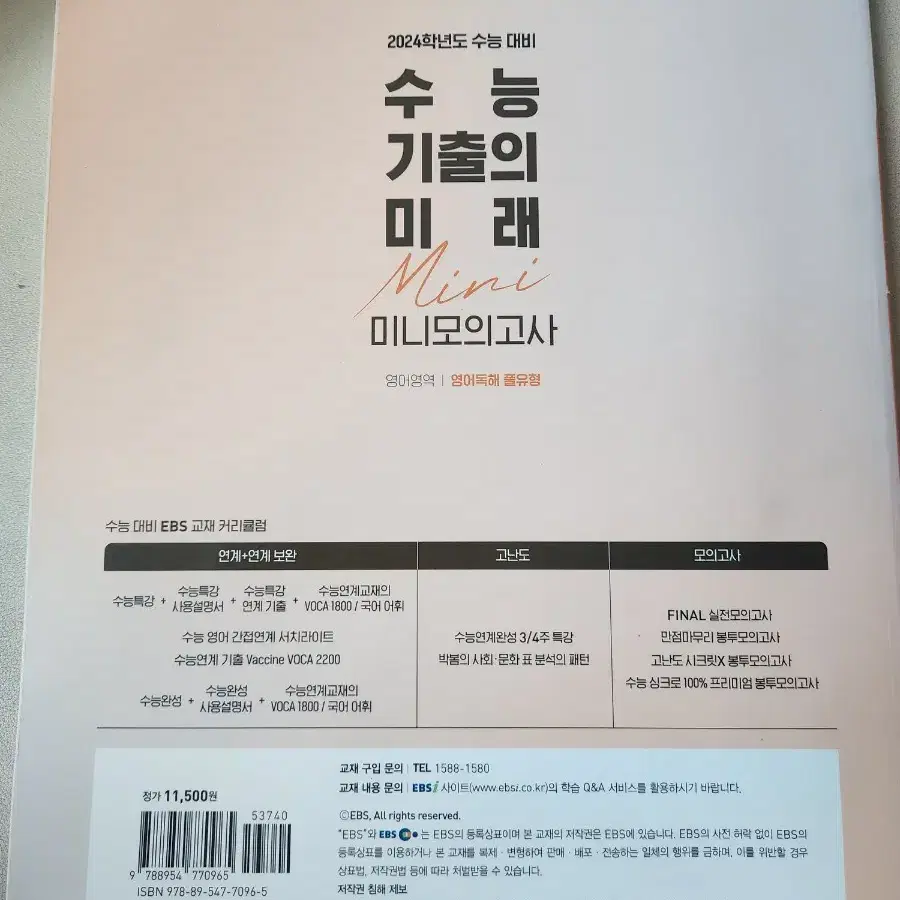 2024학년도 수능 대비
수능
기출의
미래
Mini
미니모의고사
영어영역 | 영어독해 풀유형
수능 대비 EBS 교재 커리큘럼
연계+연계 보완
고난도
모의고사
수능특강 + 수능특강 사용설명서 + 수능특강 연계 기출 + 수능연계교재의 VOCA 1800 / 국어 어휘
수능 영어 간접연계 서치라이트
수능연계 기출 Vaccine VOCA 2200
수능완성 + 수능완성 사용설명서 + 수능연계교재의 VOCA 1800 / 국어 어휘
수능연계완성 3/4주 특강
박봄의 사회·문화 표 분석의 패턴
FINAL 실전모의고사
만점마무리 봉투모의고사
고난도 시크릿X 봉투모의고사
수능 싱크로 100% 프리미엄 봉투모의고사
정가 11,500원
53740
9 788954 770965
ISBN 978-89-547-7096-5
교재 구입 문의 | TEL 1588-1580
교재 내용 문의 | EBSi 사이트(www.ebsi.co.kr)의 학습 Q&A 서비스를 활용하시기 바랍니다.
©EBS, All rights reserved.
"EBS"와 EBS 는 EBS의 등록상표이며 본 교재의 저작권은 EBS에 있습니다. EBS의 사전 허락 없이 EBS의
등록상표를 이용하거나 본 교재를 복제·변형하여 판매·배포·전송하는 일체의 행위를 금하며, 이를 위반할 경우
상표법, 저작권법 등에 따라 처벌받을 수 있습니다.
저작권 침해 제보